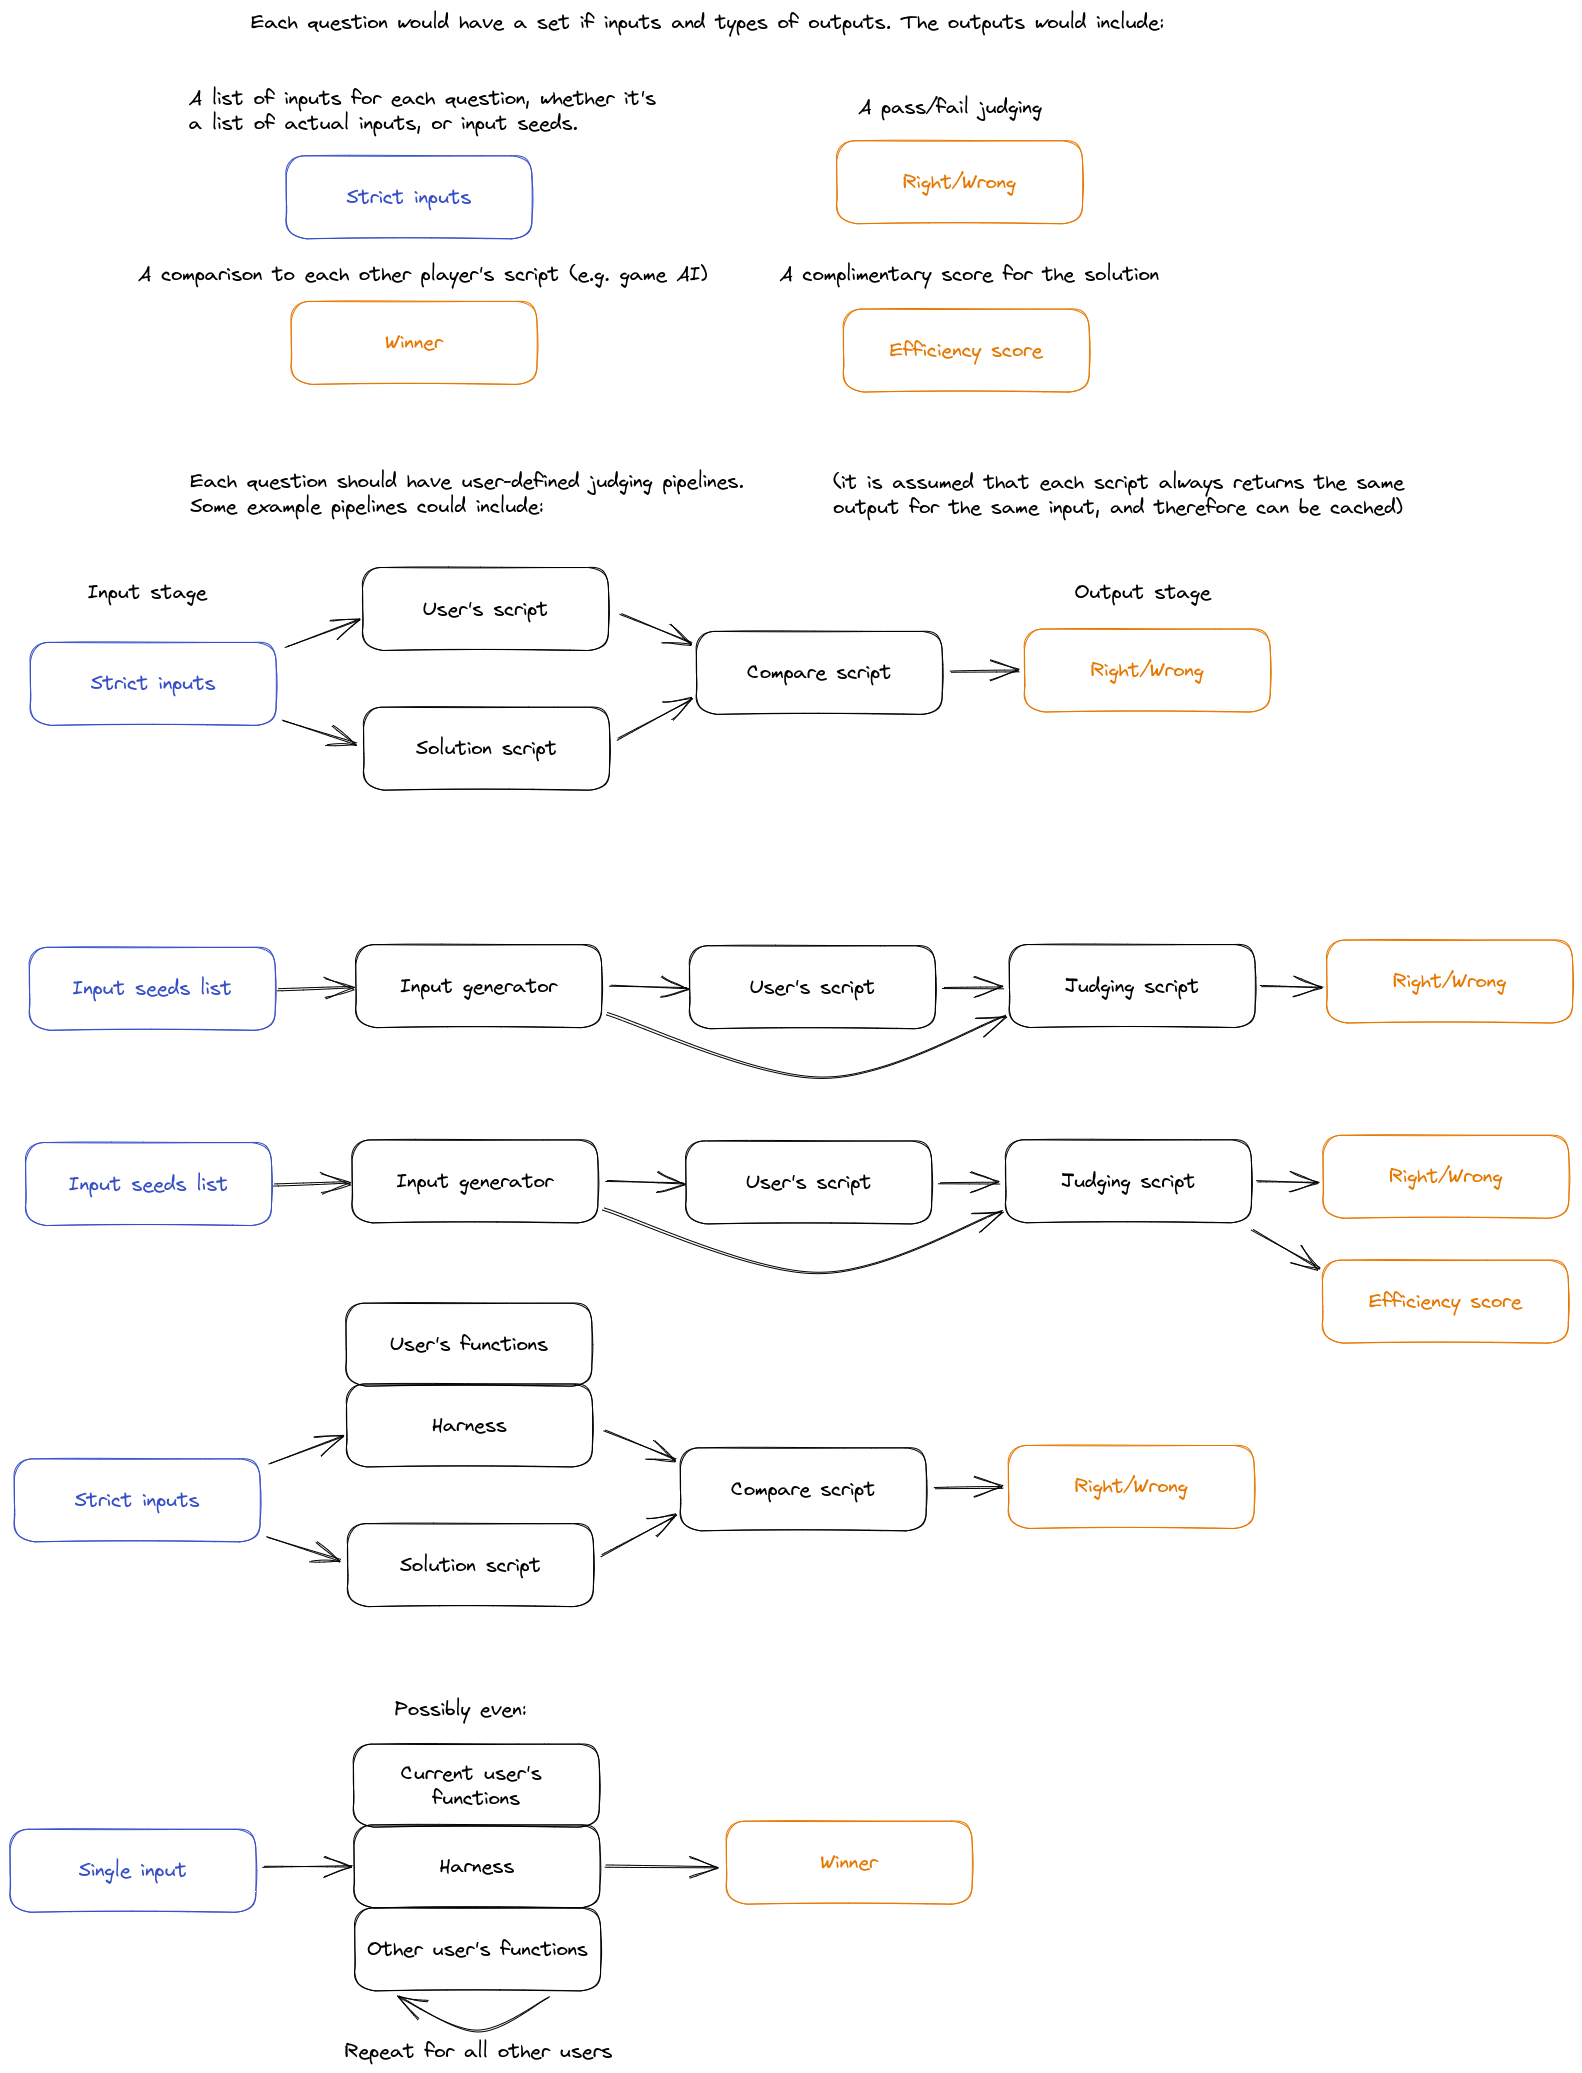 Each question would have a set if inputs and types of outputs. The outputs would include:
A list of inputs for each question, whether it's
a list of actual inputs, or input seeds.
A pass/fail judging
Strict inputs
Right/Wrong
A comparison to each other player's script (e.g. game AI)
A complimentary score for the solution
Winner
Efficiency score
Each question should have user-defined judging pipelines.
Some example pipelines could include:
(it is assumed that each script always returns the same
output for the same input, and therefore can be cached)
Input stage
Output stage
User's script
Strict inputs
Compare script
Right/Wrong
Solution script
Input seeds list
Input generator
User's script
Judging script
Right/Wrong
Input seeds list
Input generator
User's script
Judging script
Right/Wrong
Efficiency score
User's functions
Harness
Strict inputs
Compare script
Right/Wrong
Solution script
Possibly even:
Current user's
functions
Single input
Harness
Winner
Other user's functions
Repeat for all other users